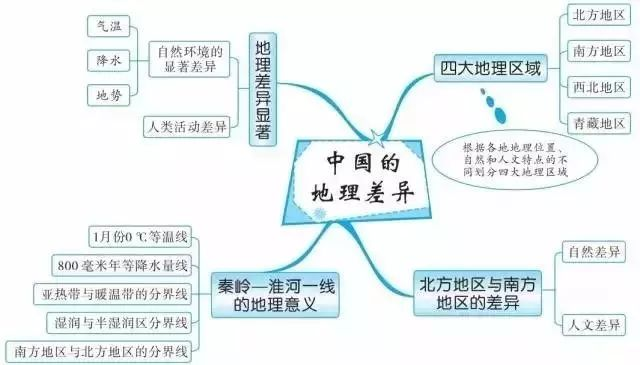 中国的
地理差异
地理差异显著
自然环境的
显著差异
气温
降水
地势
人类活动差异
四大地理区域
北方地区
南方地区
西北地区
青藏地区
根据各地地理位置、
自然和人文特点的不
同划分四大地理区域
秦岭—淮河一线
的地理意义
1月份0℃等温线
800毫米年等降水量线
亚热带与暖温带的分界线
湿润与半湿润区分界线
南方地区与北方地区的分界线
北方地区与南方
地区的差异
自然差异
人文差异